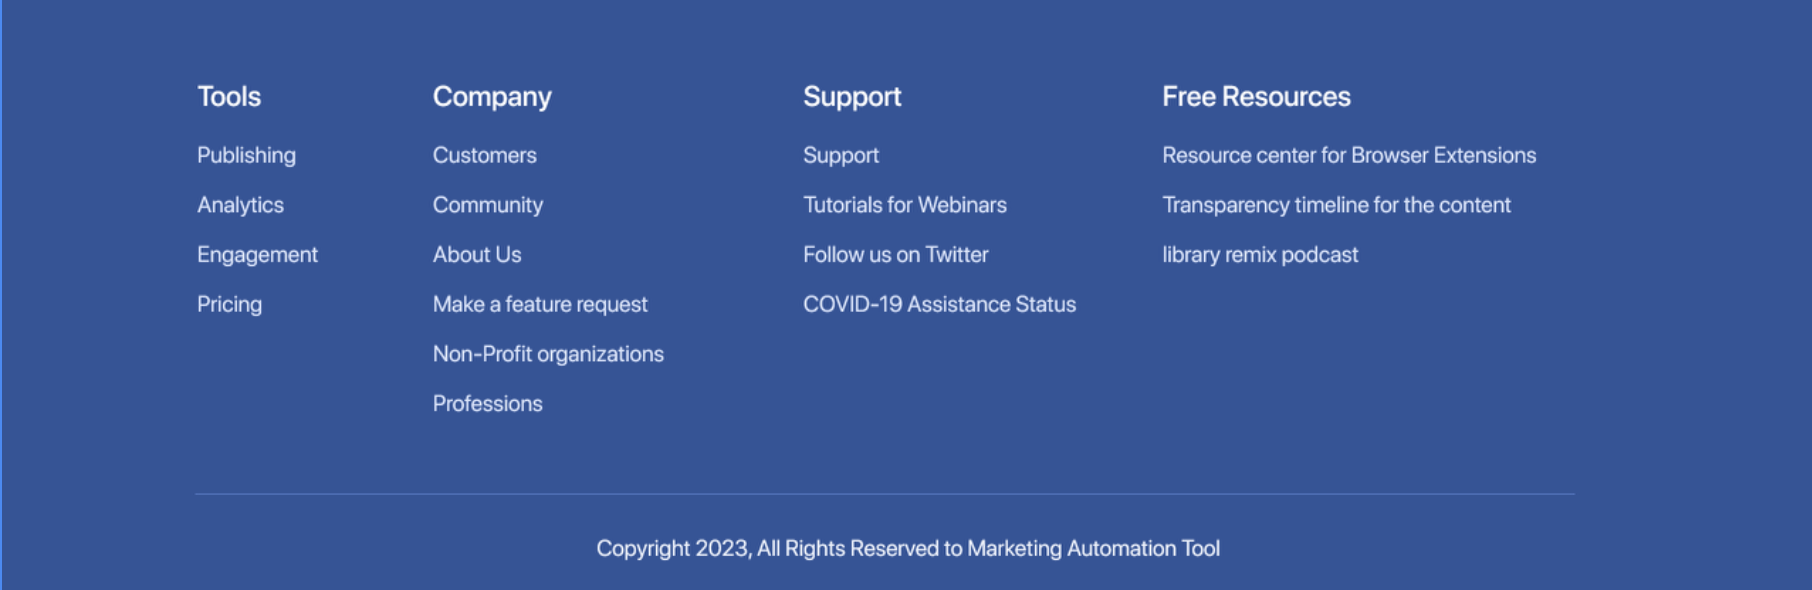 Tools
Publishing
Analytics
Engagement
Pricing
Company
Customers
Community
About Us
Make a feature request
Non-Profit organizations
Professions
Support
Support
Tutorials for Webinars
Follow us on Twitter
COVID-19 Assistance Status
Free Resources
Resource center for Browser Extensions
Transparency timeline for the content
library remix podcast
Copyright 2023, All Rights Reserved to Marketing Automation Tool